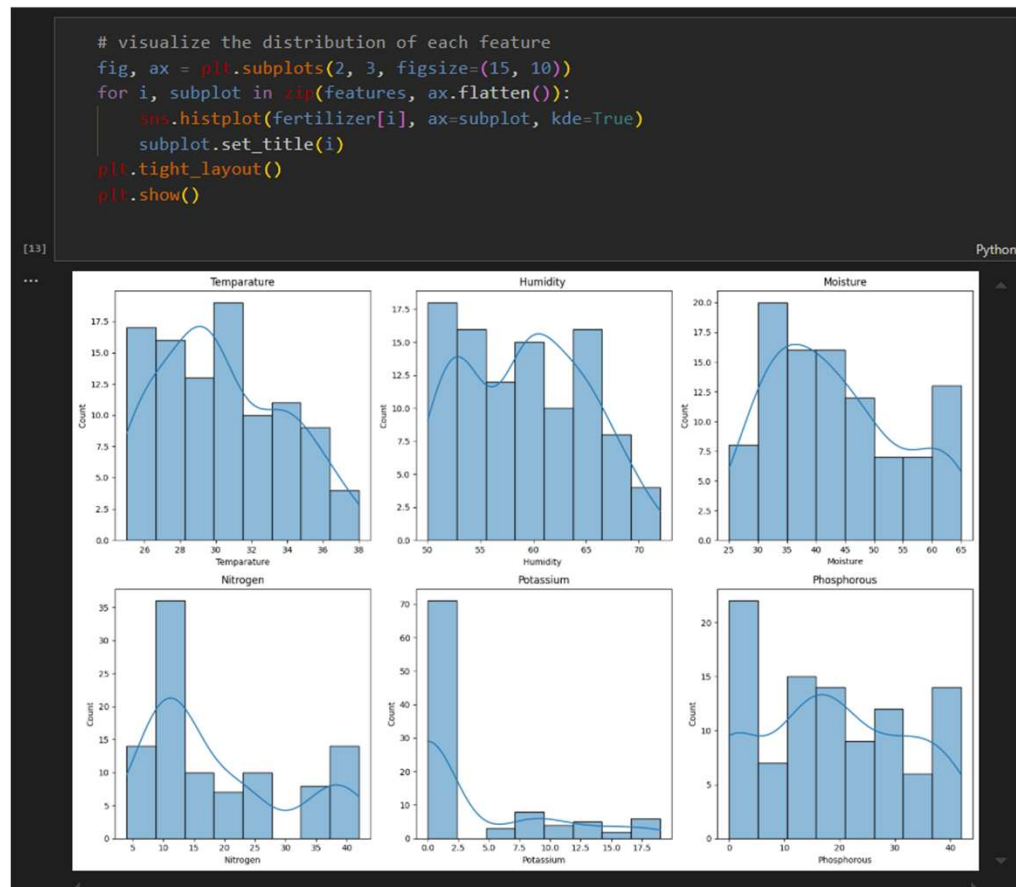 # visualize the distribution of each feature
fig, ax = plt.subplots(2, 3, figsize=(15, 10))
for i, subplot in zip(features, ax.flatten()):
sns.histplot(fertilizer[i], ax=subplot, kde=True)
subplot.set_title(i)
plt.tight_layout()
plt.show()
[13]
Python
...
Temparature
17.5
15.0
12.5
10.0
7.5
5.0
2.5
0.0
Count
26 28 30 32 34 36 38
Temparature
Humidity
17.5
15.0
12.5
10.0
7.5
5.0
2.5
0.0
Count
50 55 60 65 70
Humidity
Moisture
20.0
17.5
15.0
12.5
10.0
7.5
5.0
2.5
0.0
Count
25 30 35 40 45 50 55 60 65
Moisture
Nitrogen
35
30
25
20
15
10
5
0
Count
5 10 15 20 25 30 35 40
Nitrogen
Potassium
70
60
50
40
30
20
10
0
Count
0.0 2.5 5.0 7.5 10.0 12.5 15.0 17.5
Potassium
Phosphorous
20
15
10
5
0
Count
0 10 20 30 40
Phosphorous